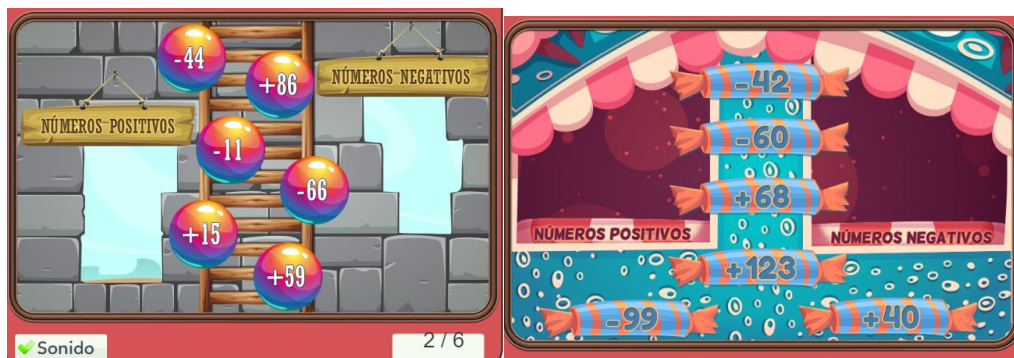 -44
+86
NÚMEROS NEGATIVOS
NÚMEROS POSITIVOS
-11
-66
+15
+59
Sonido
2 / 6
-42
-60
+68
NÚMEROS POSITIVOS
NÚMEROS NEGATIVOS
+123
-99
+40